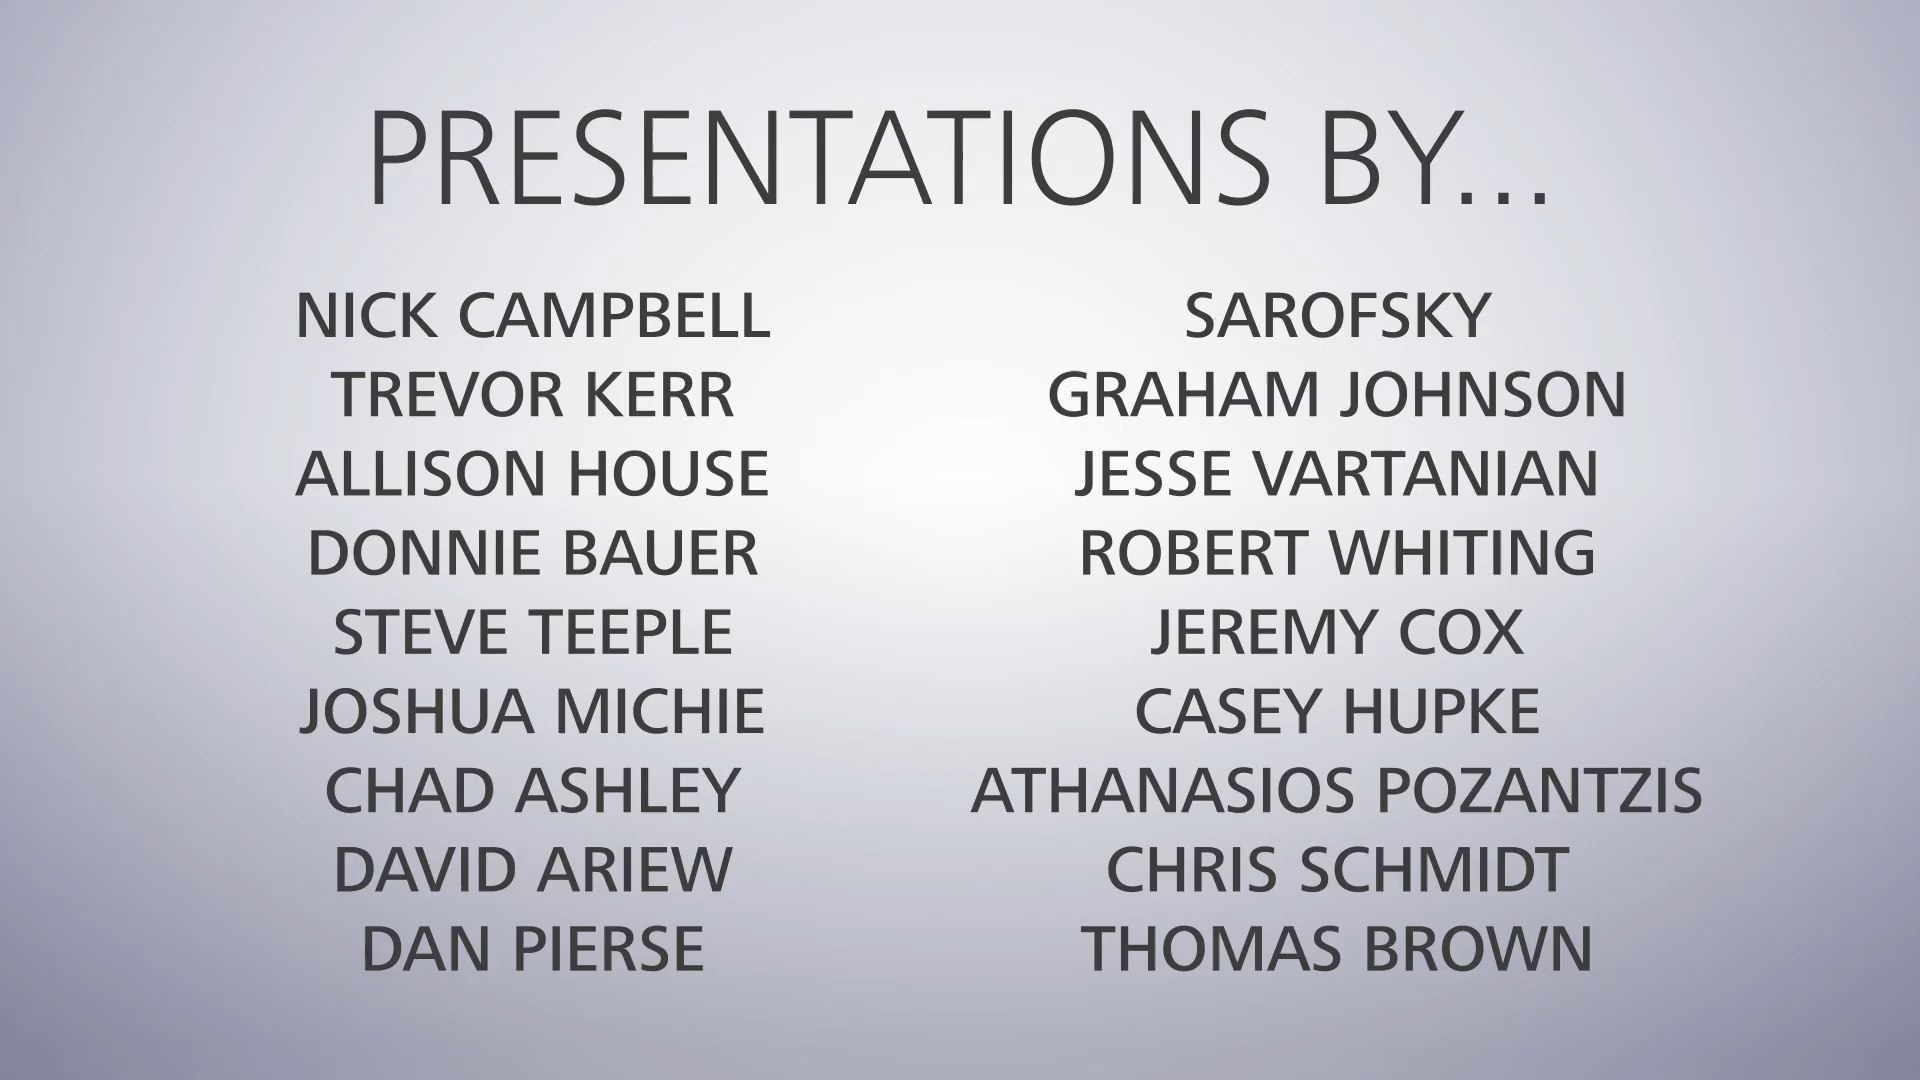 PRESENTATIONS BY...
NICK CAMPBELL
TREVOR KERR
ALLISON HOUSE
DONNIE BAUER
STEVE TEEPLE
JOSHUA MICHIE
CHAD ASHLEY
DAVID ARIEW
DAN PIERSE
SAROFSKY
GRAHAM JOHNSON
JESSE VARTANIAN
ROBERT WHITING
JEREMY COX
CASEY HUPKE
ATHANASIOS POZANTZIS
CHRIS SCHMIDT
THOMAS BROWN